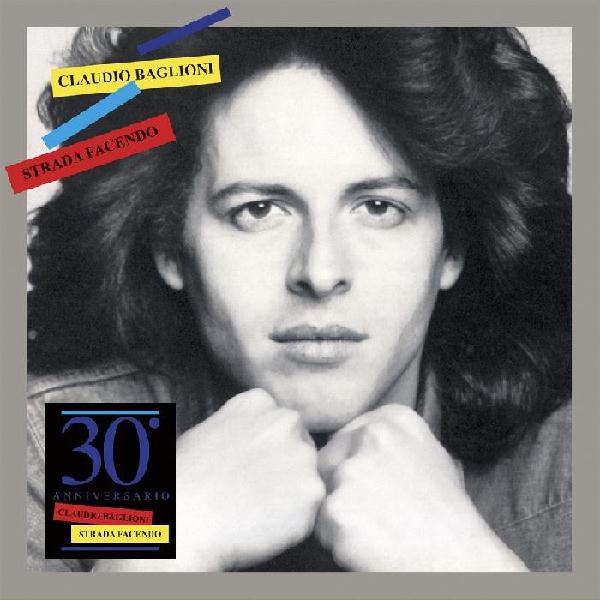 CLAUDIO BAGLIONI
STRADA FACENDO
30°
ANNIVERSARIO
CLAUDIO BAGLIONI
STRADA FACENDO